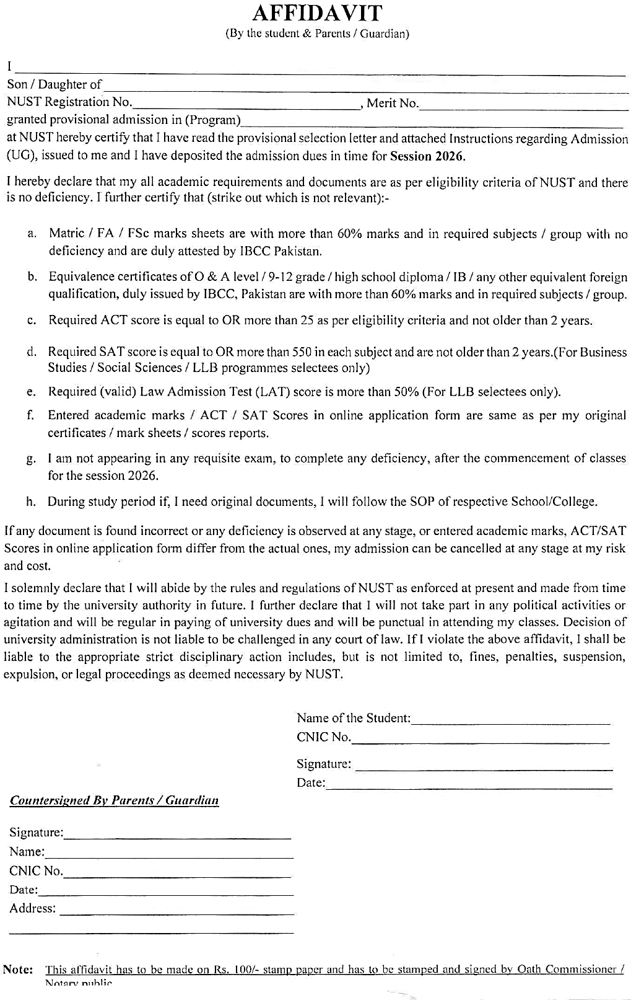 AFFIDAVIT
(By the student & Parents / Guardian)
I
Son / Daughter of
NUST Registration No. , Merit No.
granted provisional admission in (Program)
at NUST hereby certify that I have read the provisional selection letter and attached Instructions regarding Admission
(UG), issued to me and I have deposited the admission dues in time for Session 2026.
I hereby declare that my all academic requirements and documents are as per eligibility criteria of NUST and there
is no deficiency. I further certify that (strike out which is not relevant):-
a. Matric / FA / FSc marks sheets are with more than 60% marks and in required subjects / group with no
deficiency and are duly attested by IBCC Pakistan.
b. Equivalence certificates of O & A level / 9-12 grade / high school diploma / IB / any other equivalent foreign
qualification, duly issued by IBCC, Pakistan are with more than 60% marks and in required subjects / group.
c. Required ACT score is equal to OR more than 25 as per eligibility criteria and not older than 2 years.
d. Required SAT score is equal to OR more than 550 in each subject and are not older than 2 years.(For Business
Studies / Social Sciences / LLB programmes selectees only)
e. Required (valid) Law Admission Test (LAT) score is more than 50% (For LLB selectees only).
f. Entered academic marks / ACT / SAT Scores in online application form are same as per my original
certificates / mark sheets / scores reports.
g. I am not appearing in any requisite exam, to complete any deficiency, after the commencement of classes
for the session 2026.
h. During study period if, I need original documents, I will follow the SOP of respective School/College.
If any document is found incorrect or any deficiency is observed at any stage, or entered academic marks, ACT/SAT
Scores in online application form differ from the actual ones, my admission can be cancelled at any stage at my risk
and cost.
I solemnly declare that I will abide by the rules and regulations of NUST as enforced at present and made from time
to time by the university authority in future. I further declare that I will not take part in any political activities or
agitation and will be regular in paying of university dues and will be punctual in attending my classes. Decision of
university administration is not liable to be challenged in any court of law. If I violate the above affidavit, I shall be
liable to the appropriate strict disciplinary action includes, but is not limited to, fines, penalties, suspension,
expulsion, or legal proceedings as deemed necessary by NUST.
Name of the Student:
CNIC No.
Signature:
Date:
Countersigned By Parents / Guardian
Signature:
Name:
CNIC No.
Date:
Address:
Note: This affidavit has to be made on Rs. 100/- stamp paper and has to be stamped and signed by Oath Commissioner /
Notary public